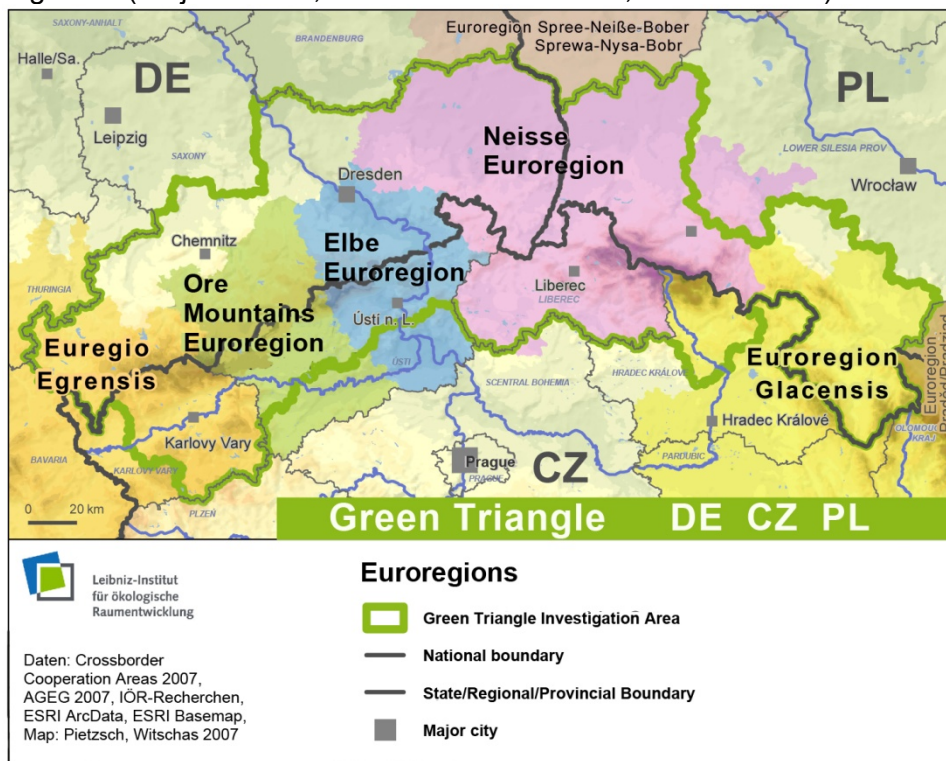 Euroregion Spree-Neiße-Bober
Sprewa-Nysa-Bobr
SAXONY-ANHALT
BRANDENBURG
Halle/Sa.
DE
PL
Leipzig
Neisse
Euroregion
SAXONY
LOWER SILESIA PROV
Wrocław
Dresden
Chemnitz
Elbe
Euroregion
THURINGIA
Ore
Mountains
Euroregion
Liberec
LIBEREC
Ústí n. L.
Euregio
Egrensis
ÚSTÍ
SCENTRAL BOHEMIA
HRADEC KRÁLOVÉ
Euroregion
Glacensis
Euroregion
Karlovy Vary
Hradec Králové
OLOMOUC
KRAJ
BAVARIA
KARLOVY VARY
Prague
PRAGUE
CZ
PARDUBIC
PLZEŇ
0 20 km
Green Triangle DE CZ PL
Leibniz-Institut
für ökologische
Raumentwicklung
Euroregions
Green Triangle Investigation Area
National boundary
State/Regional/Provincial Boundary
Major city
Daten: Crossborder
Cooperation Areas 2007,
AGEG 2007, IÖR-Recherchen,
ESRI ArcData, ESRI Basemap,
Map: Pietzsch, Witschas 2007